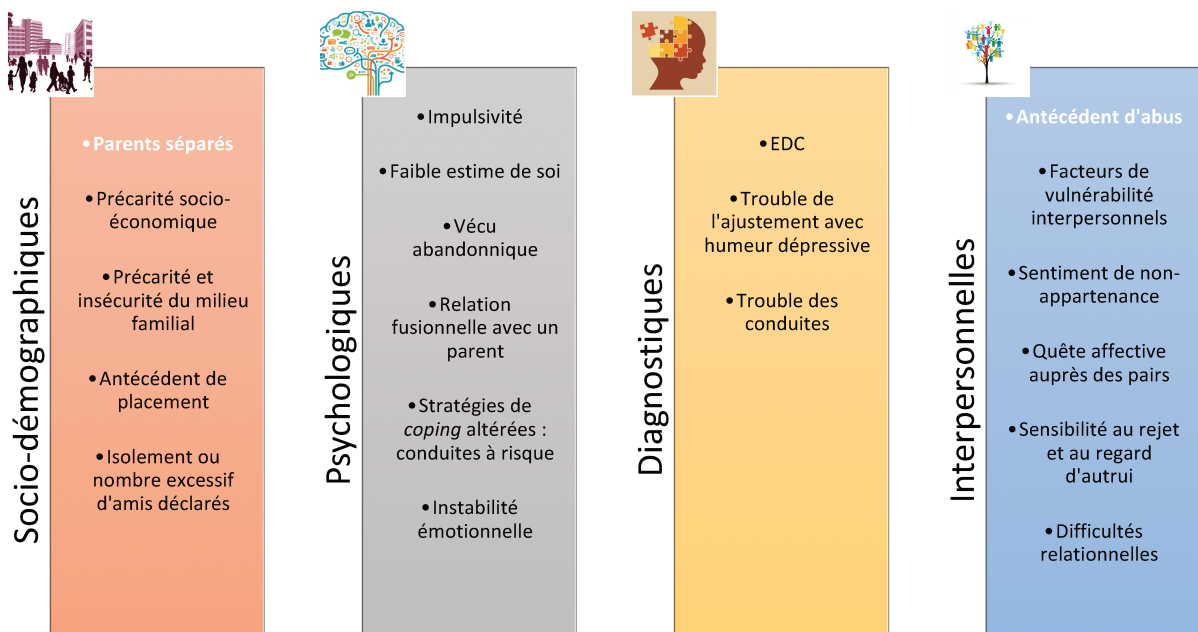 Socio-démographiques
•Parents séparés
•Précarité socio-
économique
•Précarité et
insécurité du milieu
familial
•Antécédent de
placement
•Isolement ou
nombre excessif
d'amis déclarés
Psychologiques
•Impulsivité
•Faible estime de soi
•Vécu
abandonnique
•Relation
fusionnelle avec un
parent
•Stratégies de
coping altérées :
conduites à risque
•Instabilité
émotionnelle
Diagnostiques
•EDC
•Trouble de
l'ajustement avec
humeur dépressive
•Trouble des
conduites
Interpersonnelles
•Antécédent d'abus
•Facteurs de
vulnérabilité
interpersonnels
•Sentiment de non-
appartenance
•Quête affective
auprès des pairs
•Sensibilité au rejet
et au regard
d'autrui
•Difficultés
relationnelles